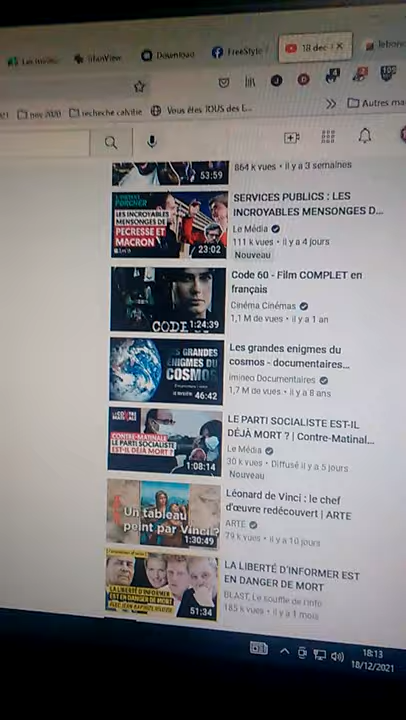 Download
FreeStyle
18 dec
nov 2020
recheche calvitie
Vous êtes TOUS des E...
Autres ma
53:59
864 k vues • il y a 3 semaines
L'INSTANT PORCHER
LES INCROYABLES
MENSONGES DE
PECRESSE ET
MACRON
23:02
SERVICES PUBLICS : LES
INCROYABLES MENSONGES D...
Le Média
111 k vues • il y a 4 jours
Nouveau
CODE
1:24:39
Code 60 - Film COMPLET en
français
Cinéma Cinémas
1,1 M de vues • il y a 1 an
LES GRANDES
ENIGMES DU
COSMOS
46:42
Les grandes enigmes du
cosmos - documentaires...
imineo Documentaires
1,7 M de vues • il y a 8 ans
CONTRE-MATINALE
LE PARTI SOCIALISTE
EST-IL DÉJÀ MORT ?
1:08:14
LE PARTI SOCIALISTE EST-IL
DÉJÀ MORT ? | Contre-Matinal...
Le Média
30 k vues • Diffusé il y a 5 jours
Nouveau
Un tableau
peint par Vinci?
1:30:49
Léonard de Vinci : le chef
d'œuvre redécouvert | ARTE
ARTE
79 k vues • il y a 10 jours
LA LIBERTÉ D'INFORMER
EST EN DANGER DE MORT
51:34
LA LIBERTÉ D'INFORMER EST
EN DANGER DE MORT
BLAST, Le souffle de l'info
185 k vues • il y a 1 mois
18:13
18/12/2021